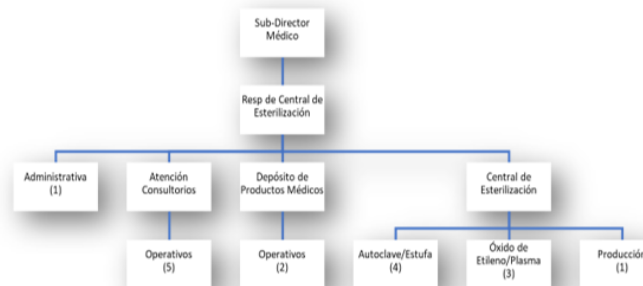 Sub-Director
Médico
Resp de Central de
Esterilización
Administrativa
(1)
Atención
Consultorios
Depósito de
Productos Médicos
Central de
Esterilización
Operativos
(5)
Operativos
(2)
Autoclave/Estufa
(4)
Óxido de
Etileno/Plasma
(3)
Producción
(1)